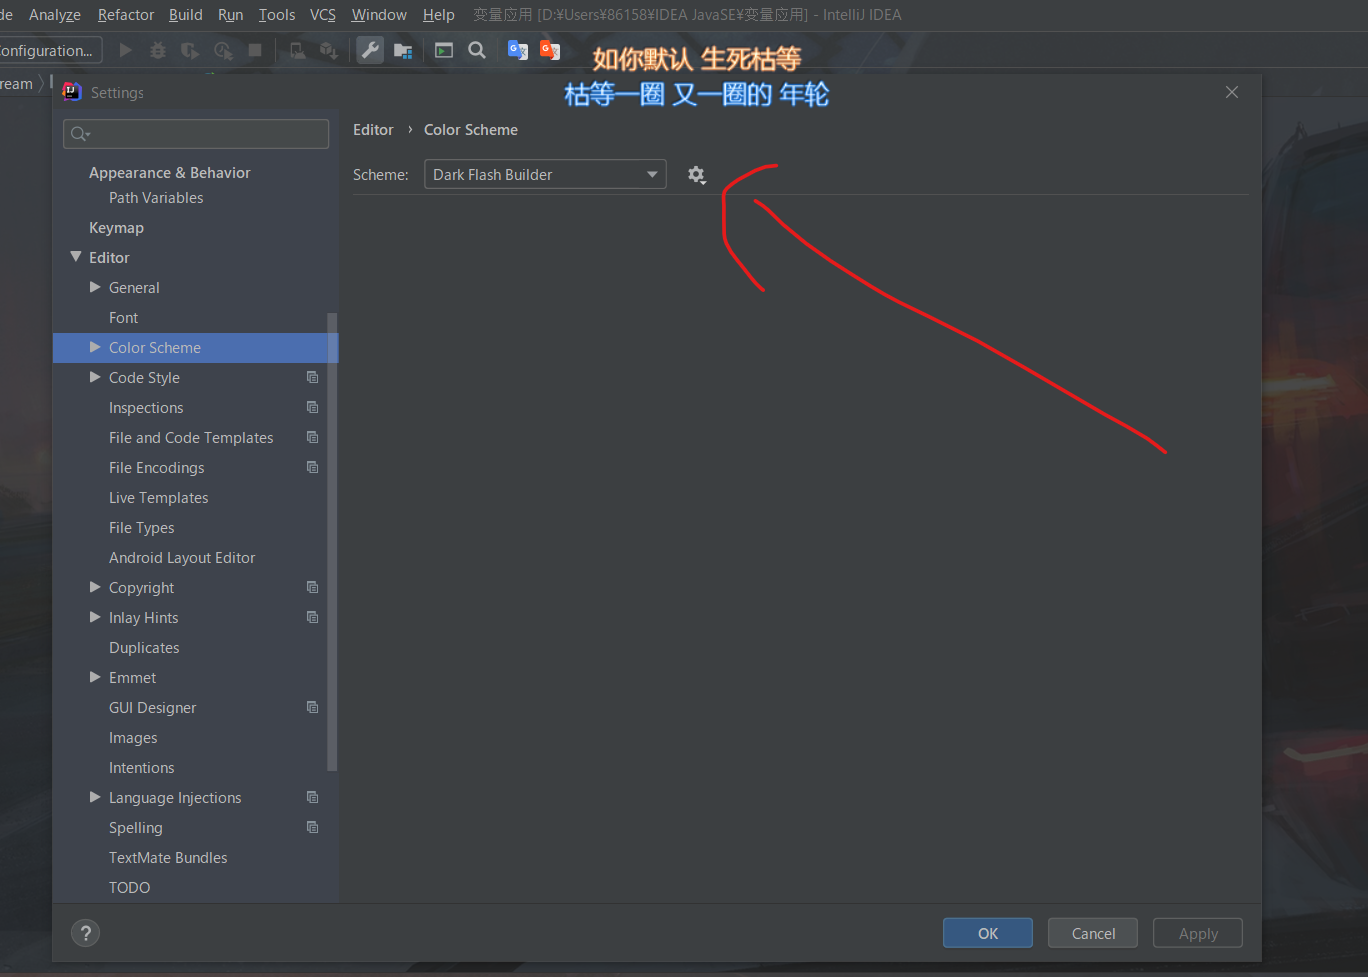 de Analyze Refactor Build Run Tools VCS Window Help 变量应用 [D:¥Users¥86158¥IDEA JavaSE¥变量应用] - IntelliJ IDEA
onfiguration...
如你默认 生死枯等
枯等一圈 又一圈的 年轮
ream
Settings
Editor › Color Scheme
Scheme: Dark Flash Builder
Appearance & Behavior
Path Variables
Keymap
Editor
General
Font
Color Scheme
Code Style
Inspections
File and Code Templates
File Encodings
Live Templates
File Types
Android Layout Editor
Copyright
Inlay Hints
Duplicates
Emmet
GUI Designer
Images
Intentions
Language Injections
Spelling
TextMate Bundles
TODO
?
OK Cancel Apply